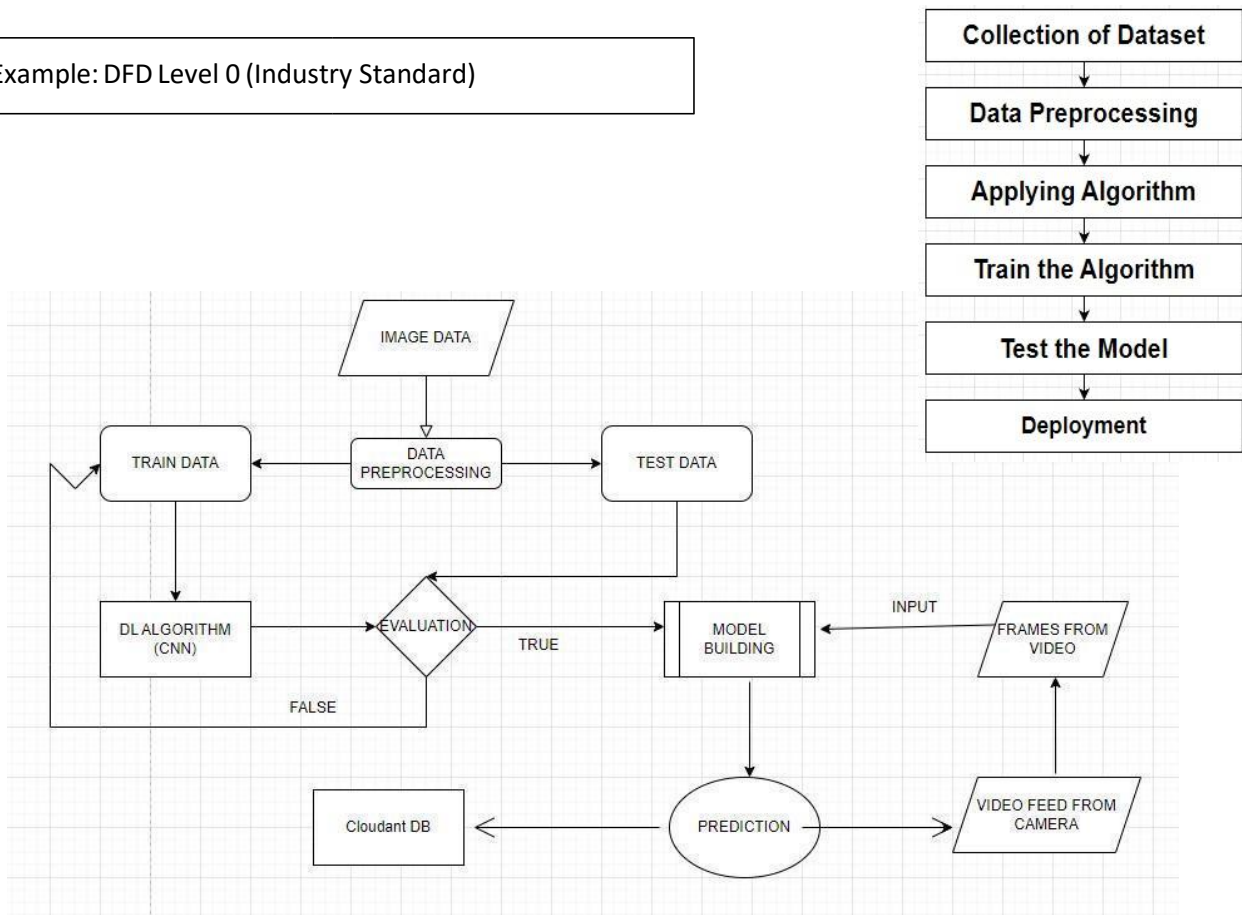 Example: DFD Level 0 (Industry Standard)
Collection of Dataset
Data Preprocessing
Applying Algorithm
Train the Algorithm
Test the Model
Deployment
IMAGE DATA
TRAIN DATA
DATA
PREPROCESSING
TEST DATA
DL ALGORITHM
(CNN)
EVALUATION
TRUE
FALSE
MODEL
BUILDING
INPUT
FRAMES FROM
VIDEO
Cloudant DB
PREDICTION
VIDEO FEED FROM
CAMERA